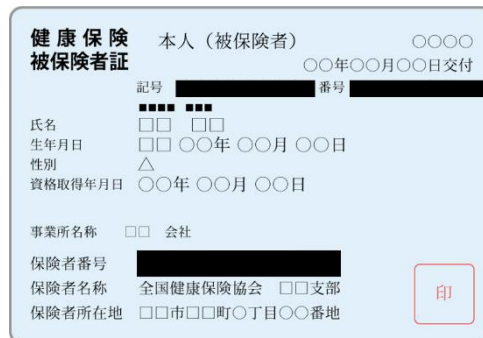 健康保険 本人（被保険者） ○○○○
被保険者証 ○○年○○月○○日交付
記号 番号
■■■■ ■■■
氏名 □□ □□
生年月日 □□ ○○年 ○○月 ○○日
性別 △
資格取得年月日 ○○年 ○○月 ○○日
事業所名称 □□ 会社
保険者番号
保険者名称 全国健康保険協会 □□支部
保険者所在地 □□市□□町○丁目○○番地
印